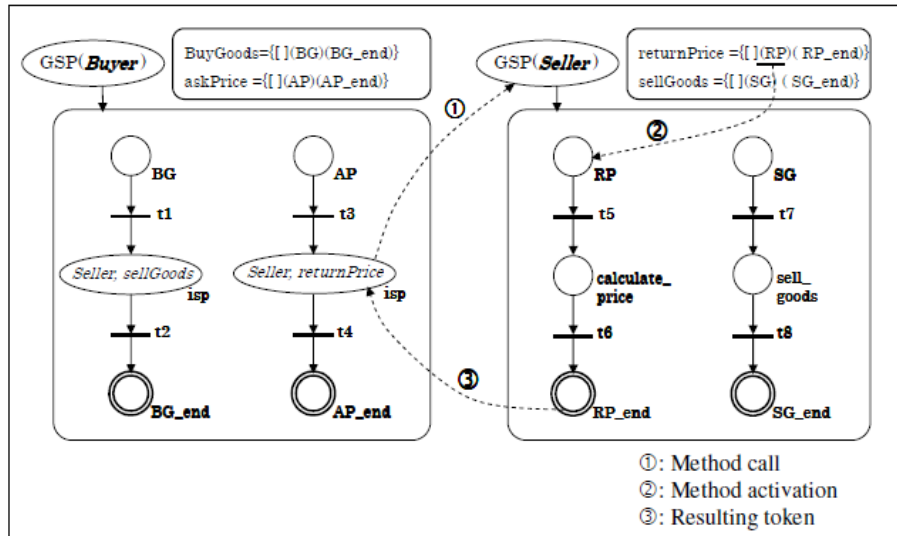 GSP(Buyer)
BuyGoods={[ ](BG)(BG_end)}
askPrice ={[ ](AP)(AP_end)}
GSP(Seller)
returnPrice ={[ ](RP)( RP_end)}
sellGoods ={[ ](SG) ( SG_end)}
①
②
BG
AP
RP
SG
t1
t3
t5
t7
Seller, sellGoods
isp
Seller, returnPrice
isp
calculate_
price
sell_
goods
t2
t4
t6
t8
③
BG_end
AP_end
RP_end
SG_end
①: Method call
②: Method activation
③: Resulting token